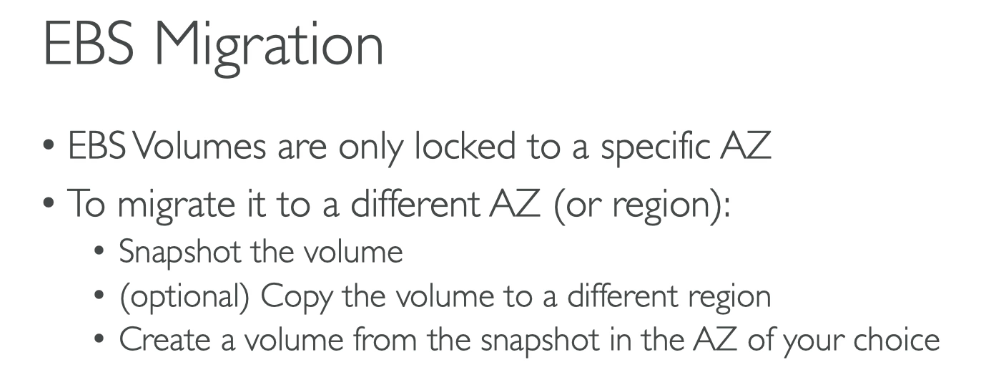 EBS Migration
• EBS Volumes are only locked to a specific AZ
• To migrate it to a different AZ (or region):
• Snapshot the volume
• (optional) Copy the volume to a different region
• Create a volume from the snapshot in the AZ of your choice